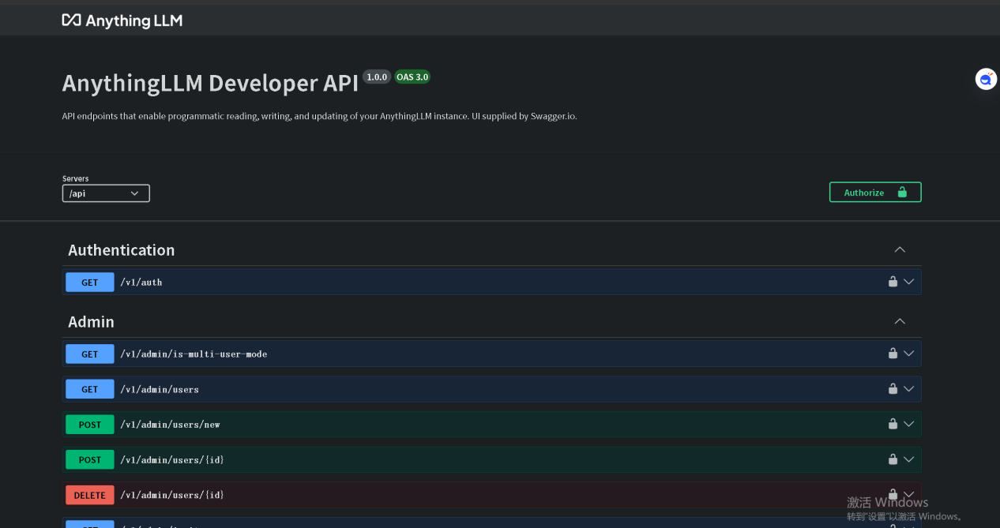 Anything LLM
AnythingLLM Developer API 1.0.0 OAS 3.0
API endpoints that enable programmatic reading, writing, and updating of your AnythingLLM instance. UI supplied by Swagger.io.
Servers
/api
Authorize
Authentication
GET /v1/auth
Admin
GET /v1/admin/is-multi-user-mode
GET /v1/admin/users
POST /v1/admin/users/new
POST /v1/admin/users/{id}
DELETE /v1/admin/users/{id}
激活 Windows
转到"设置"以激活 Windows。